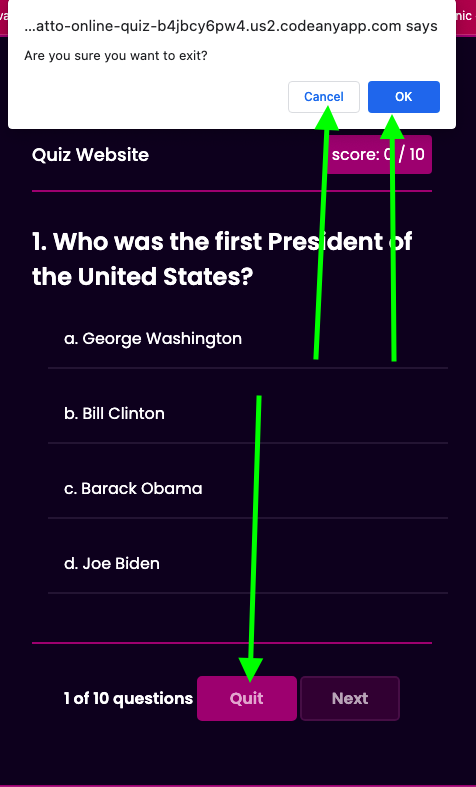 ...atto-online-quiz-b4jbcy6pw4.us2.codeanyapp.com says
Are you sure you want to exit?
Cancel
OK
Quiz Website
score: 0 / 10
1. Who was the first President of
the United States?
a. George Washington
b. Bill Clinton
c. Barack Obama
d. Joe Biden
1 of 10 questions
Quit
Next